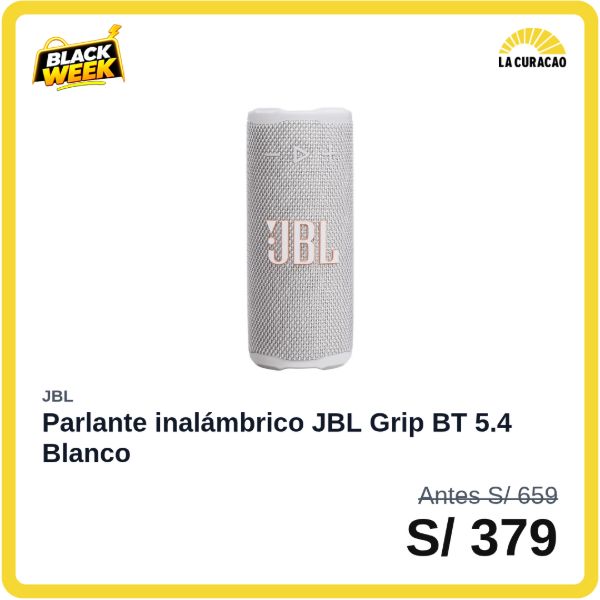 BLACK
WEEK
LA CURACAO
JBL
JBL
Parlante inalámbrico JBL Grip BT 5.4
Blanco
Antes S/ 659
S/ 379